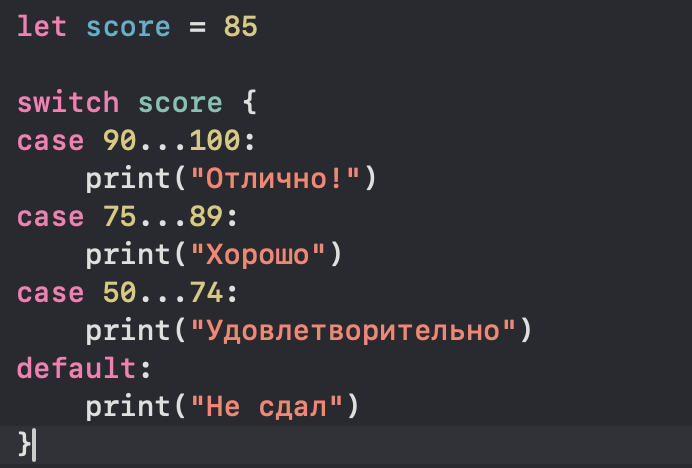 let score = 85
switch score {
case 90...100:
print("Отлично!")
case 75...89:
print("Хорошо")
case 50...74:
print("Удовлетворительно")
default:
print("Не сдал")
}